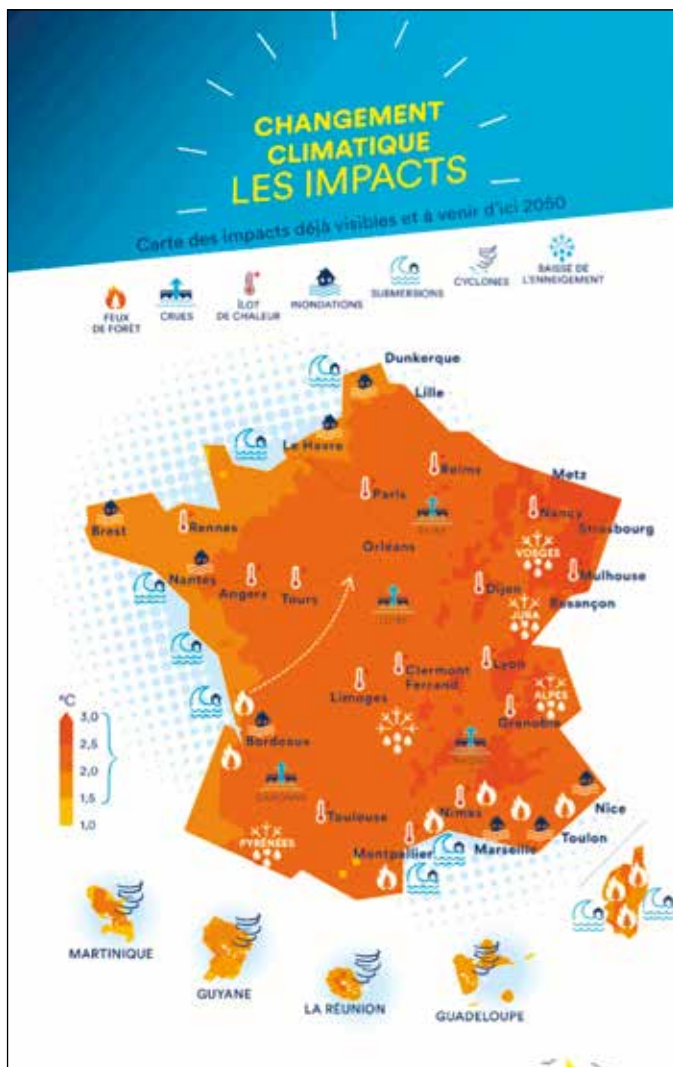 CHANGEMENT
CLIMATIQUE
LES IMPACTS
Carte des impacts déjà visibles et à venir d'ici 2050
FEUX
DE FORÊT
CRUES
ÎLOT
DE CHALEUR
INONDATIONS
SUBMERSIONS
CYCLONES
BAISSE DE
L'ENNEIGEMENT
Dunkerque
Lille
Le Havre
Reims
Metz
Paris
Nancy
Brest
Rennes
Strasbourg
Orléans
VOSGES
Nantes
Mulhouse
Angers
Tours
Dijon
Besançon
LOIRE
JURA
Clermont
Ferrand
Lyon
Limoges
ALPES
Grenoble
°C
3,0
2,5
2,0
1,5
1,0
Bordeaux
GARONNE
Toulouse
Nimes
Nice
PYRÉNÉES
Montpellier
Marseille
Toulon
MARTINIQUE
GUYANE
LA RÉUNION
GUADELOUPE